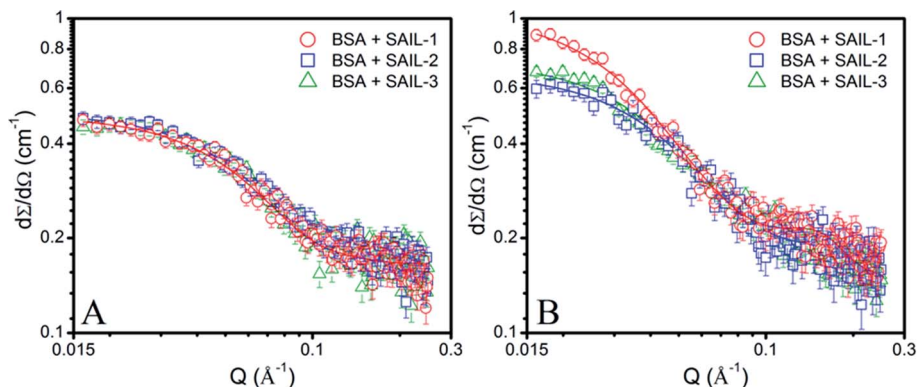 1
0.8
0.6
0.4
0.2
0.1
dΣ/dΩ (cm⁻¹)
BSA + SAIL-1
BSA + SAIL-2
BSA + SAIL-3
A
0.015
0.1
0.3
Q (Å⁻¹)
1
0.8
0.6
0.4
0.2
0.1
dΣ/dΩ (cm⁻¹)
BSA + SAIL-1
BSA + SAIL-2
BSA + SAIL-3
B
0.015
0.1
0.3
Q (Å⁻¹)